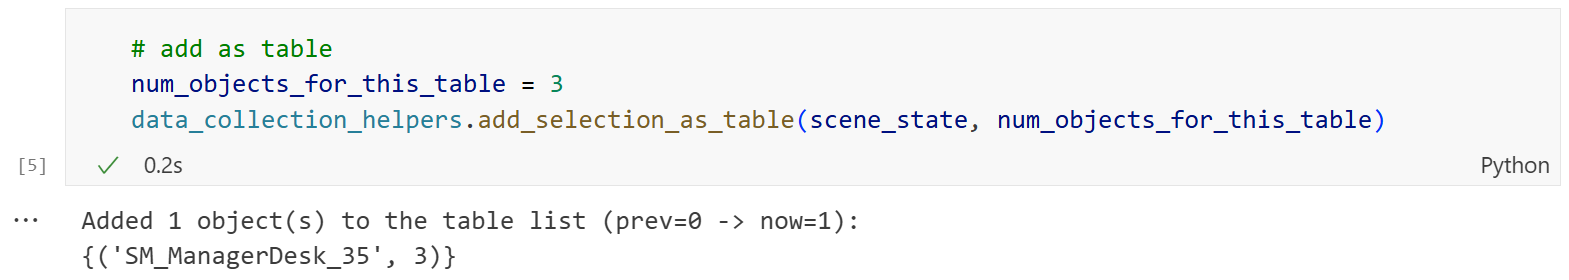 # add as table
num_objects_for_this_table = 3
data_collection_helpers.add_selection_as_table(scene_state, num_objects_for_this_table)
[5]
0.2s
Python
... Added 1 object(s) to the table list (prev=0 -> now=1):
{('SM_ManagerDesk_35', 3)}